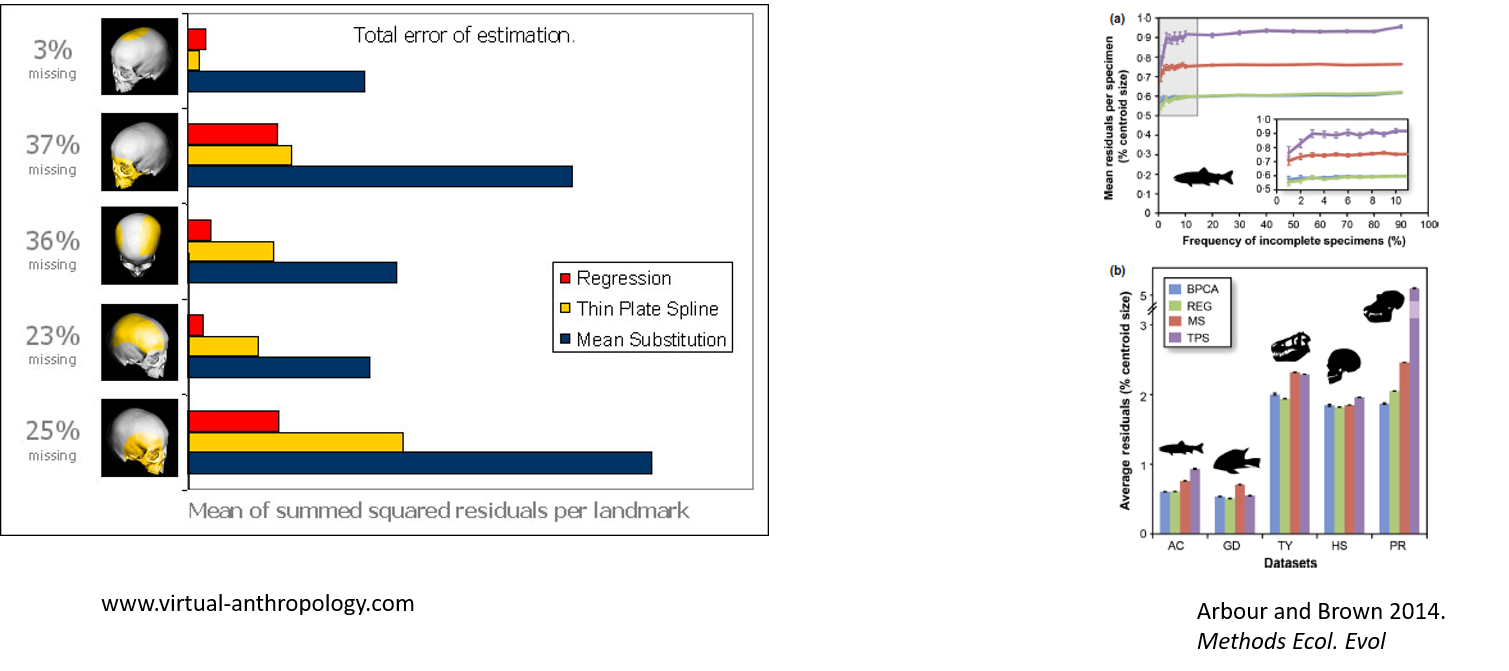 Total error of estimation.
3%
missing
37%
missing
36%
missing
23%
missing
25%
missing
Regression
Thin Plate Spline
Mean Substitution
Mean of summed squared residuals per landmark
www.virtual-anthropology.com
(a)
Mean residuals per specimen
(% centroid size)
1·0
0·9
0·8
0·7
0·6
0·5
0·4
0·3
0·2
0·1
0
0 10 20 30 40 50 60 70 80 90 100
Frequency of incomplete specimens (%)
1·0
0·9
0·8
0·7
0·6
0·5
0 2 4 6 8 10
(b)
Average residuals (% centroid size)
5
3
2
1
0
BPCA
REG
MS
TPS
AC GD TY HS PR
Datasets
Arbour and Brown 2014.
Methods Ecol. Evol